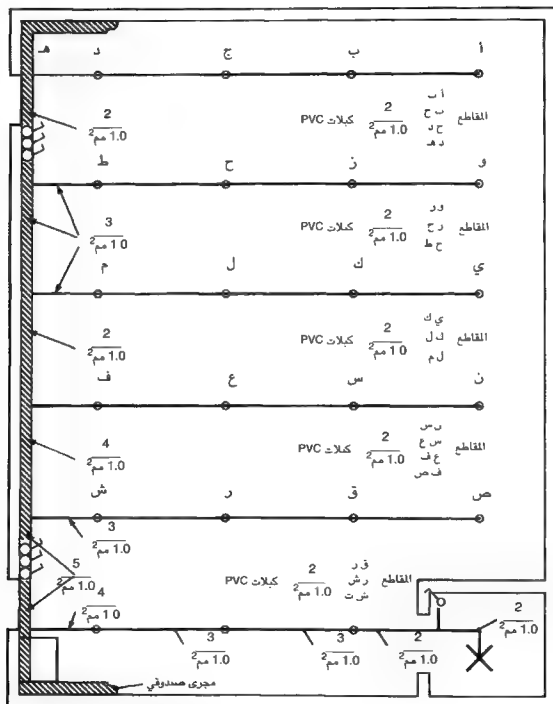 أ ب ج د هـ
2
1.0 مم²
المقاطع أب ب ج ج د د هـ 2 1.0 مم² كبلات PVC
و ز ح ط
3
1.0 مم²
المقاطع و ز ز ح ح ط 2 1.0 مم² كبلات PVC
ي ك ل م
2
1.0 مم²
المقاطع ي ك ك ل ل م 2 1.0 مم² كبلات PVC
ن س ع ف
4
1.0 مم²
المقاطع ن س س ع ع ف ف ص 2 1.0 مم² كبلات PVC
ص ق ر ش
3
1.0 مم²
5
1.0 مم²
المقاطع ق ر ر ش ش ت 2 1.0 مم² كبلات PVC
4
1.0 مم²
2
1.0 مم²
3
1.0 مم²
3
1.0 مم²
2
1.0 مم²
مجرى صندوقي